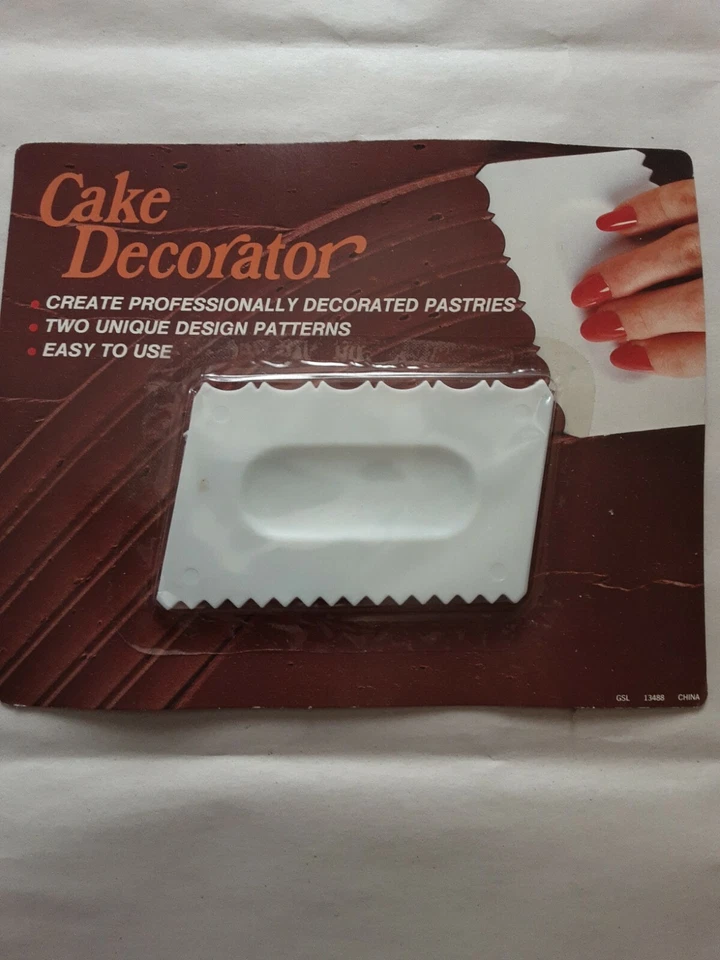 Cake
Decorator
• CREATE PROFESSIONALLY DECORATED PASTRIES
• TWO UNIQUE DESIGN PATTERNS
• EASY TO USE
GSL 13488 CHINA